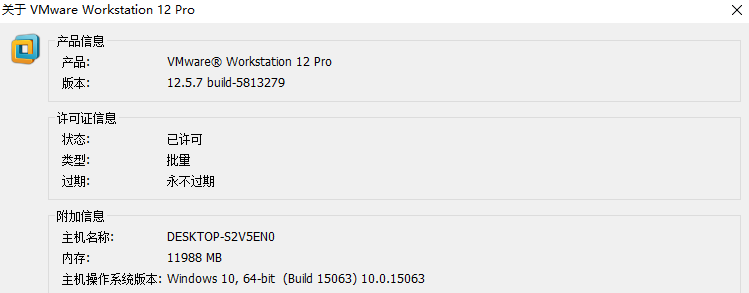 关于 VMware Workstation 12 Pro
产品信息
产品: VMware® Workstation 12 Pro
版本: 12.5.7 build-5813279
许可证信息
状态: 已许可
类型: 批量
过期: 永不过期
附加信息
主机名称: DESKTOP-S2V5EN0
内存: 11988 MB
主机操作系统版本: Windows 10, 64-bit (Build 15063) 10.0.15063